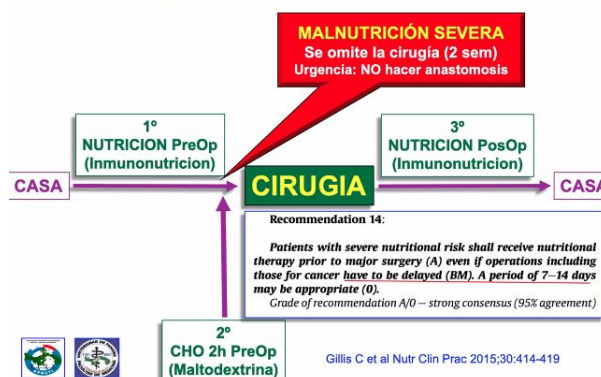 MALNUTRICIÓN SEVERA
Se omite la cirugía (2 sem)
Urgencia: NO hacer anastomosis
1º
NUTRICION PreOp
(Inmunonutricion)
3º
NUTRICION PosOp
(Inmunonutricion)
CASA
CIRUGIA
CASA
Recommendation 14:
Patients with severe nutritional risk shall receive nutritional
therapy prior to major surgery (A) even if operations including
those for cancer have to be delayed (BM). A period of 7–14 days
may be appropriate (0).
Grade of recommendation A/0 – strong consensus (95% agreement)
2º
CHO 2h PreOp
(Maltodextrina)
Gillis C et al Nutr Clin Prac 2015;30:414-419